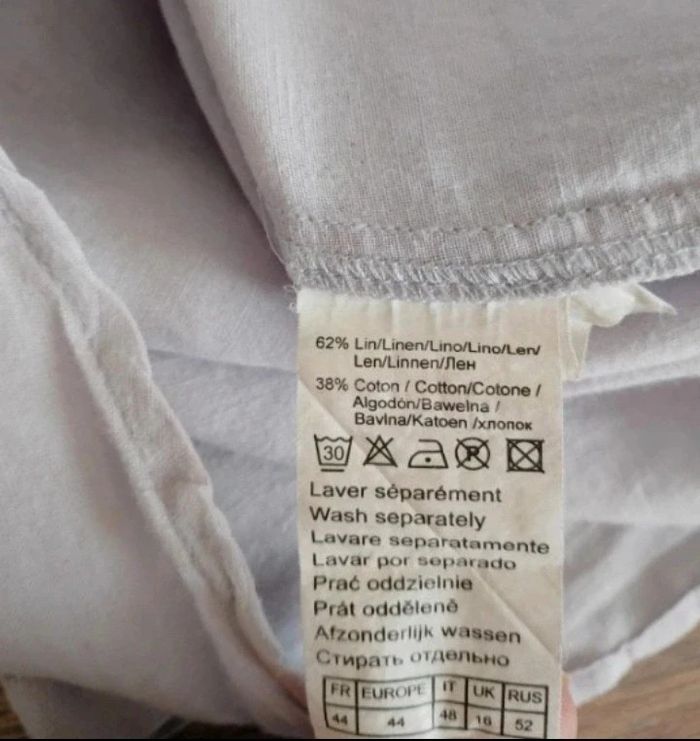 62% Lin/Linen/Lino/Lino/Len/
Len/Linnen/Лен
38% Coton / Cotton/Cotone /
Algodón/Bawelna /
Bavlna/Katoen /хлопок
30
Laver séparément
Wash separately
Lavare separatamente
Lavar por separado
Prać oddzielnie
Prát odděleně
Afzonderlijk wassen
Стирать отдельно
FR EUROPE IT UK RUS
44 44 48 16 52